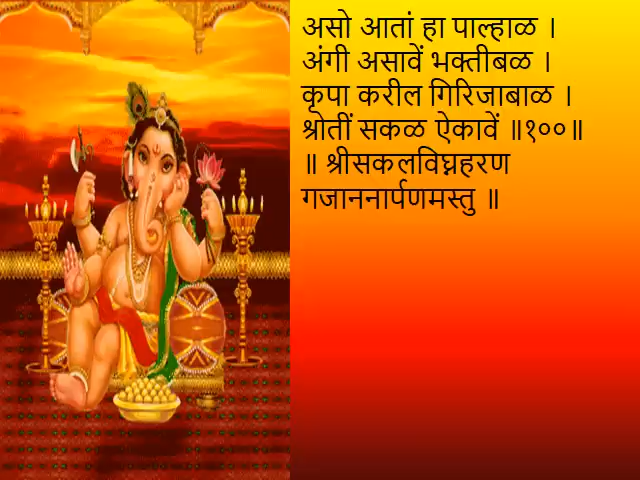 असो आतां हा पाल्हाळ ।
अंगी असावें भक्तीबळ ।
कृपा करील गिरिजाबाळ ।
श्रोतीं सकळ ऐकावें ॥१००॥
॥ श्रीसकलविघ्नहरण
गजाननार्पणमस्तु ॥